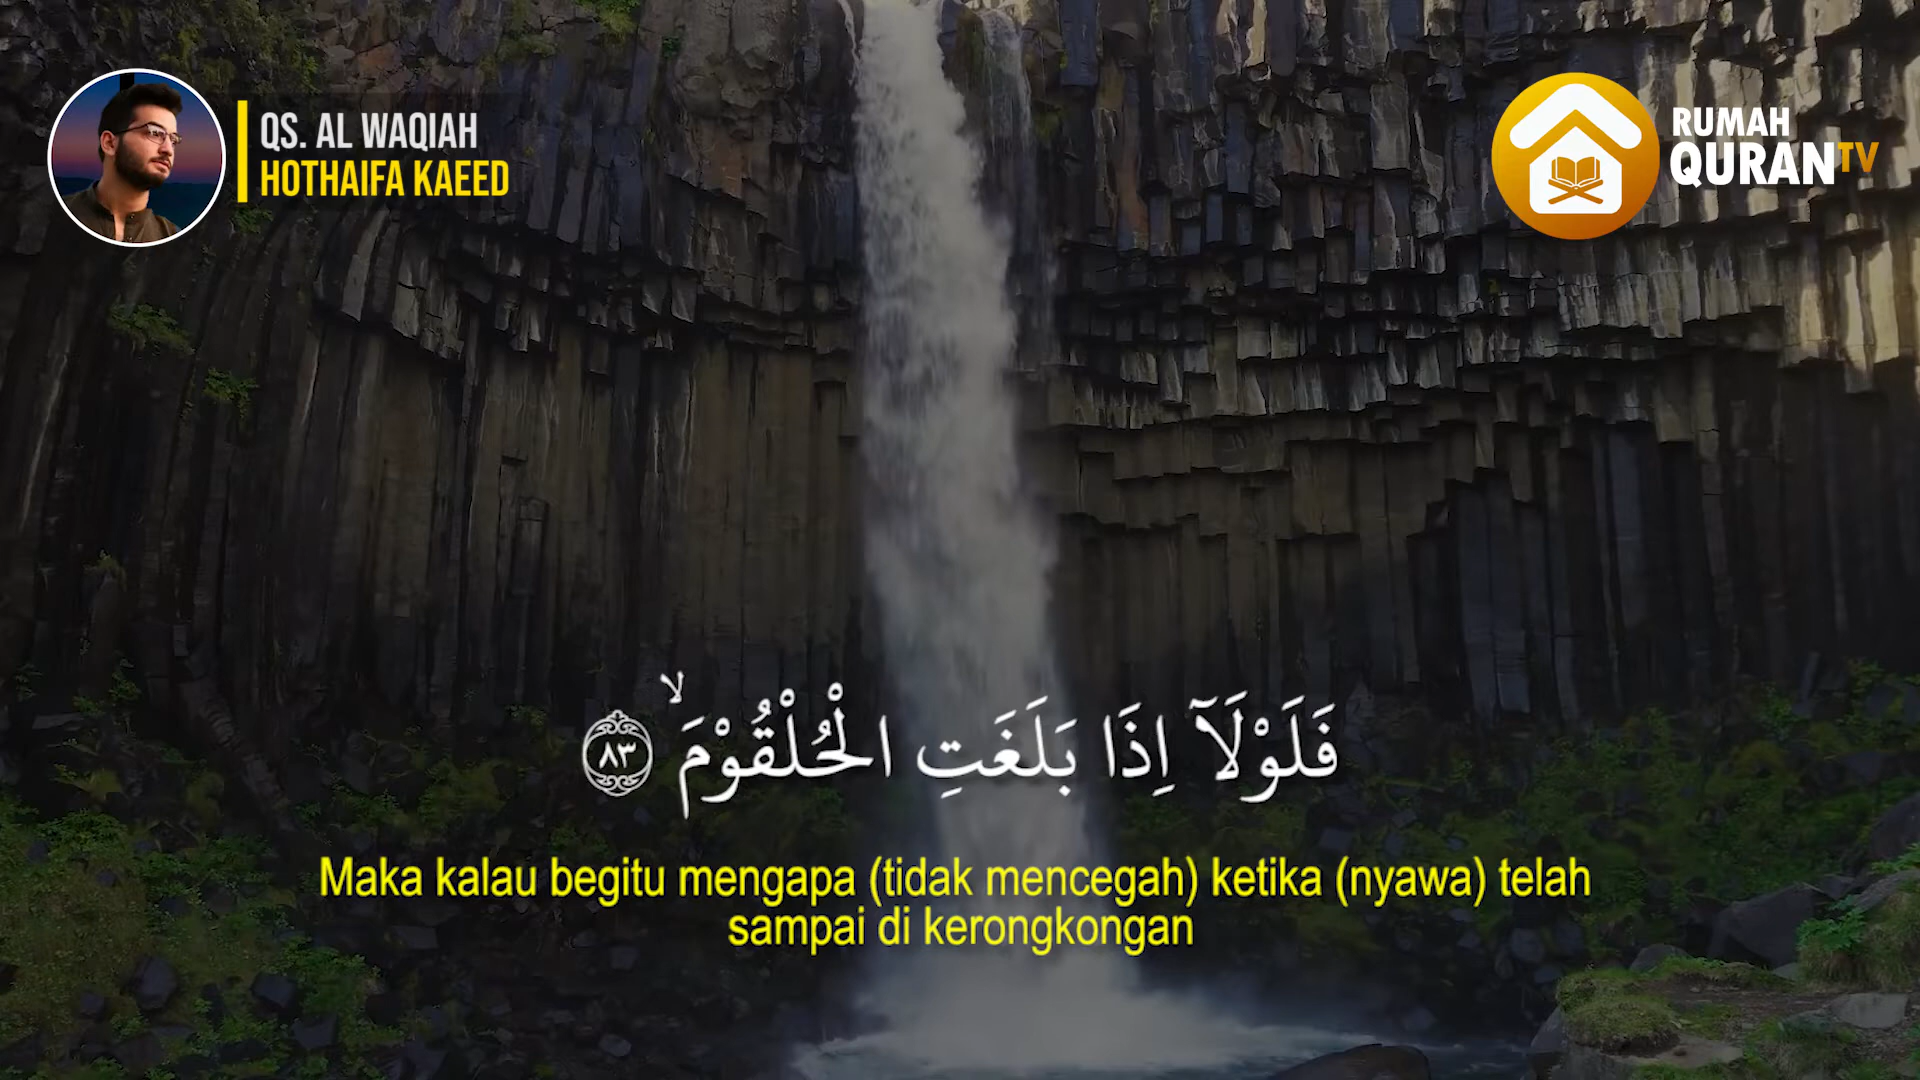 QS. AL WAQIAH
HOTHAIFA KAEED
RUMAH
QURANTV
فَلَوْلَآ اِذَا بَلَغَتِ الْحُلْقُوْمَۙ ٨٣
Maka kalau begitu mengapa (tidak mencegah) ketika (nyawa) telah
sampai di kerongkongan